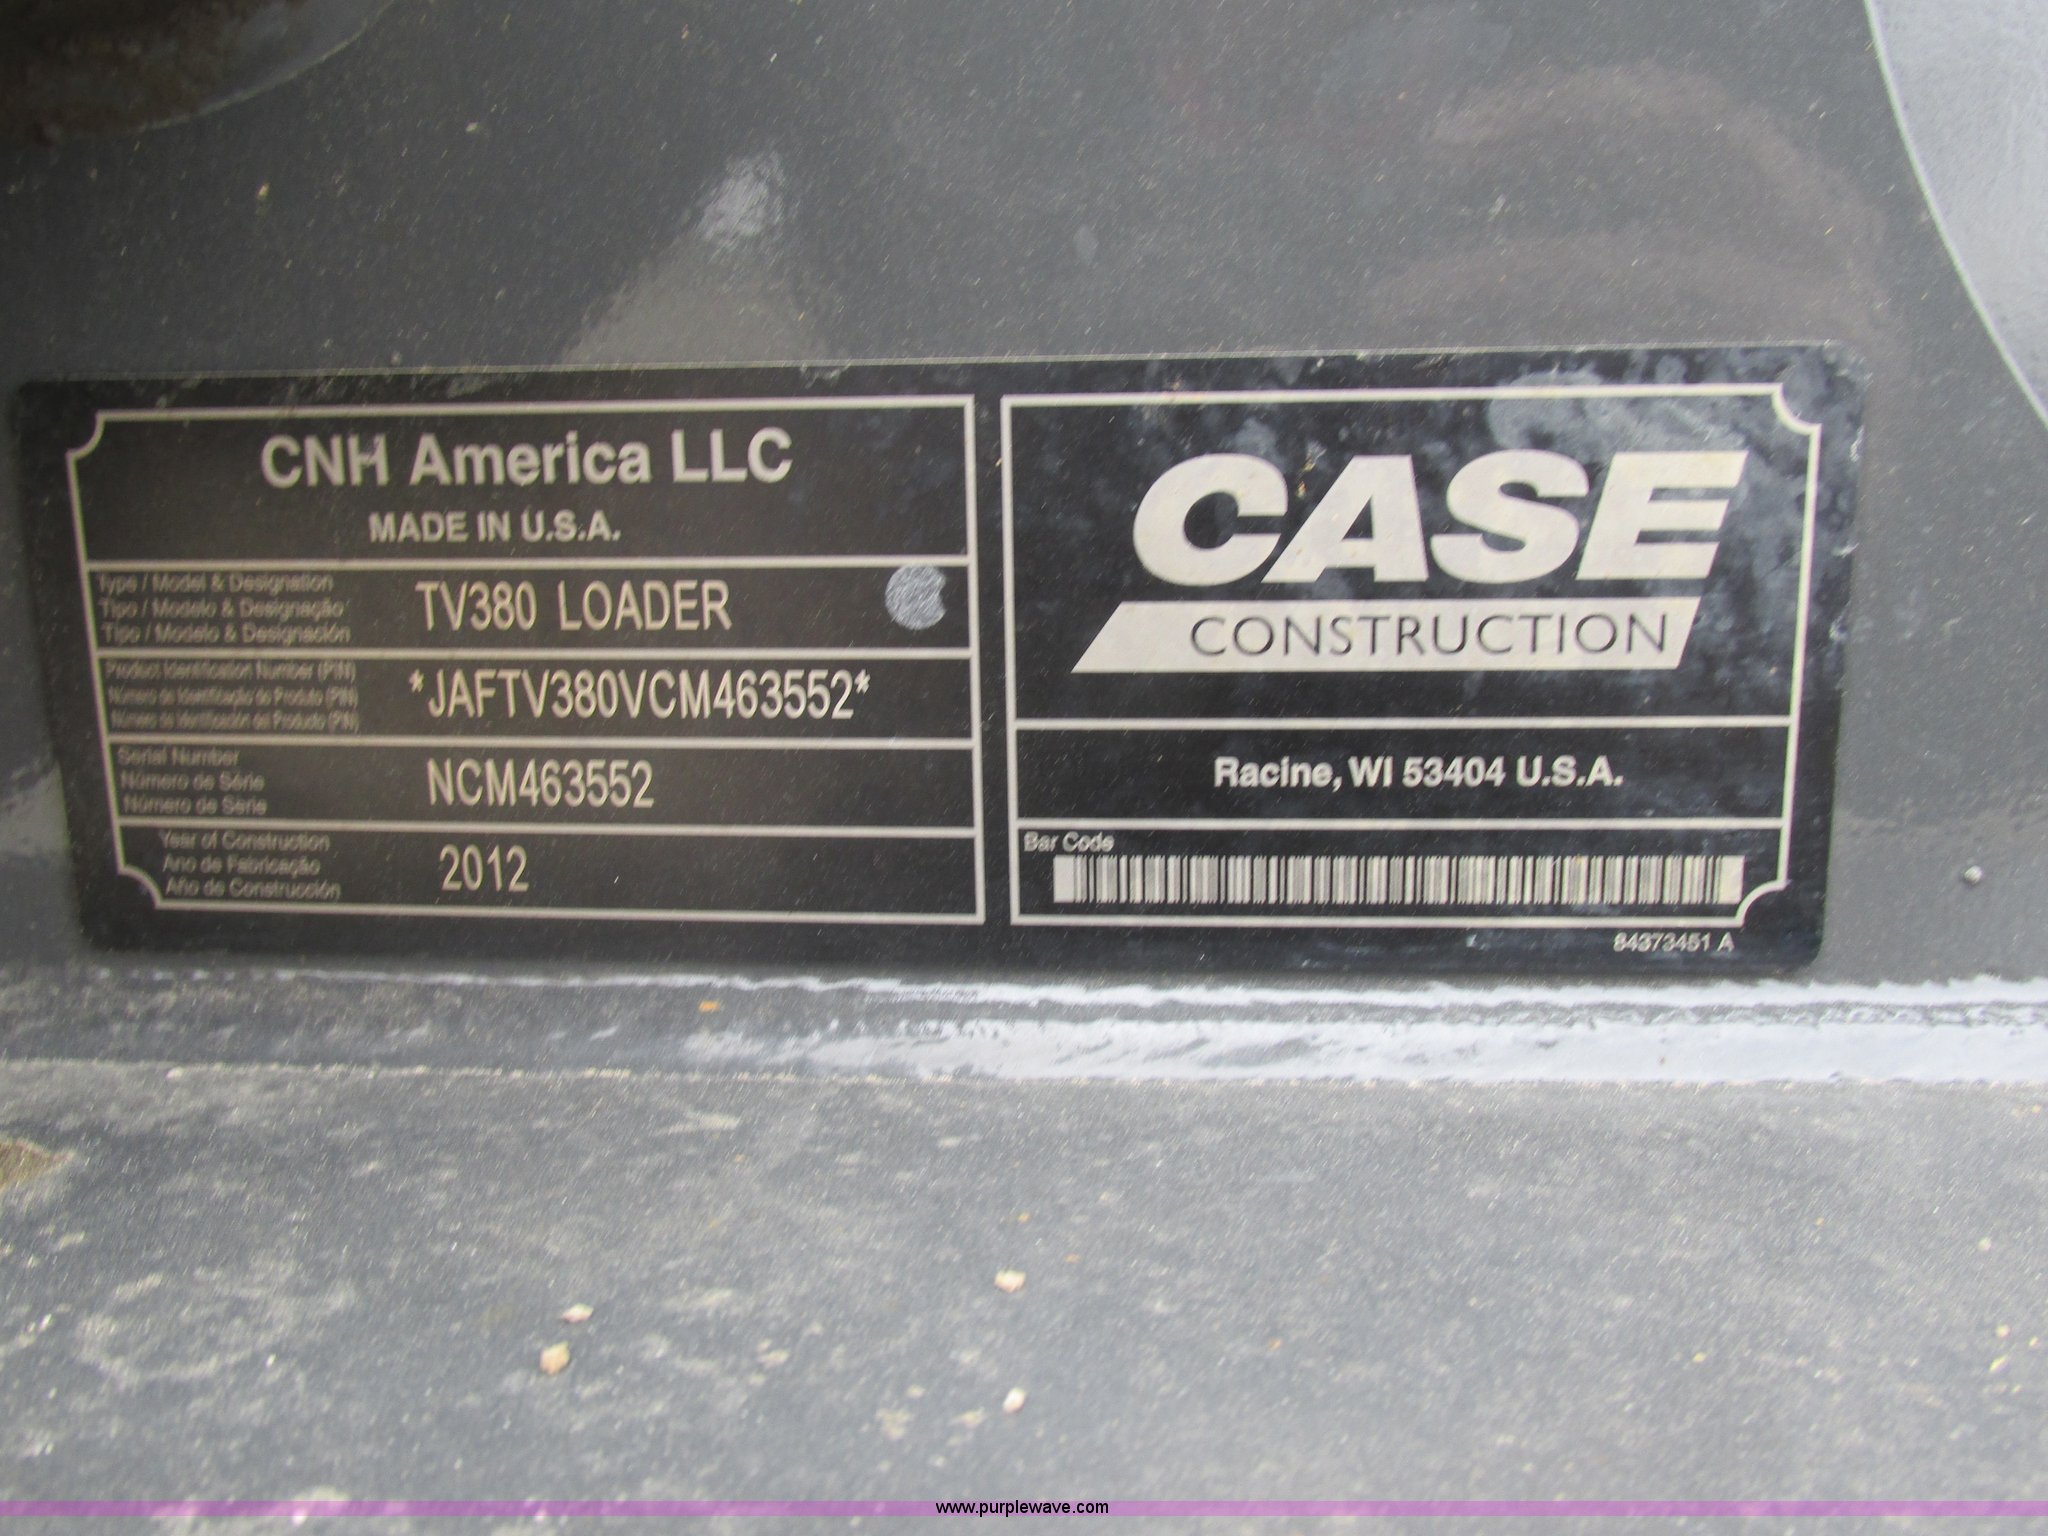 CNH America LLC
MADE IN U.S.A.
Type / Model & Designation
Tipo / Modelo & Designação
Tipo / Modelo & Designación
TV380 LOADER
Product Identification Number (PIN)
Número de Identificação do Produto (PIN)
Número de Identificación del Producto (PIN)
*JAFTV380VCM463552*
Serial Number
Número de Série
Número de Serie
NCM463552
Year of Construction
Ano de Fabricação
Año de Construcción
2012
CASE
CONSTRUCTION
Racine, WI 53404 U.S.A.
Bar Code
84373451 A
www.purplewave.com